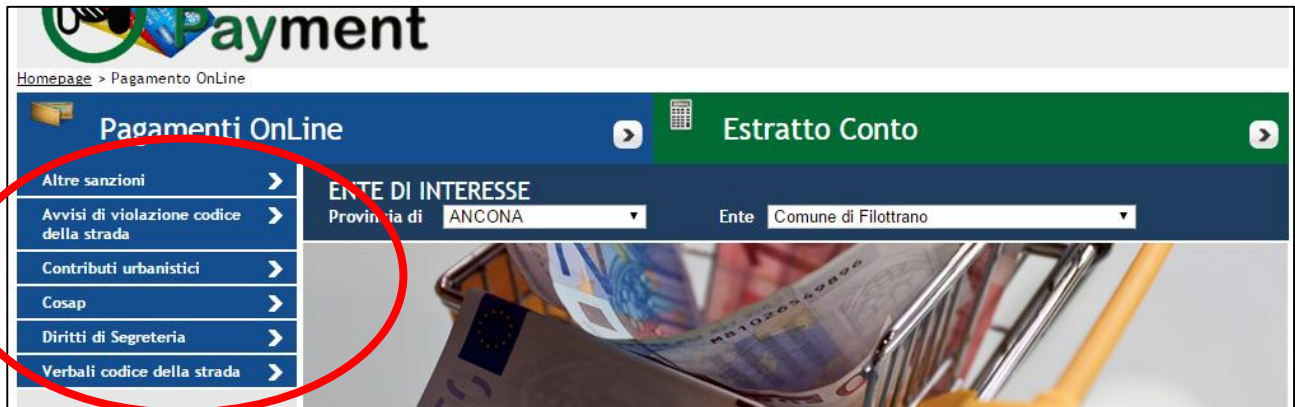 Payment
Homepage > Pagamento OnLine
Pagamenti OnLine
Estratto Conto
Altre sanzioni
Avvisi di violazione codice
della strada
Contributi urbanistici
Cosap
Diritti di Segreteria
Verbali codice della strada
ENTE DI INTERESSE
Provincia di ANCONA Ente Comune di Filottrano